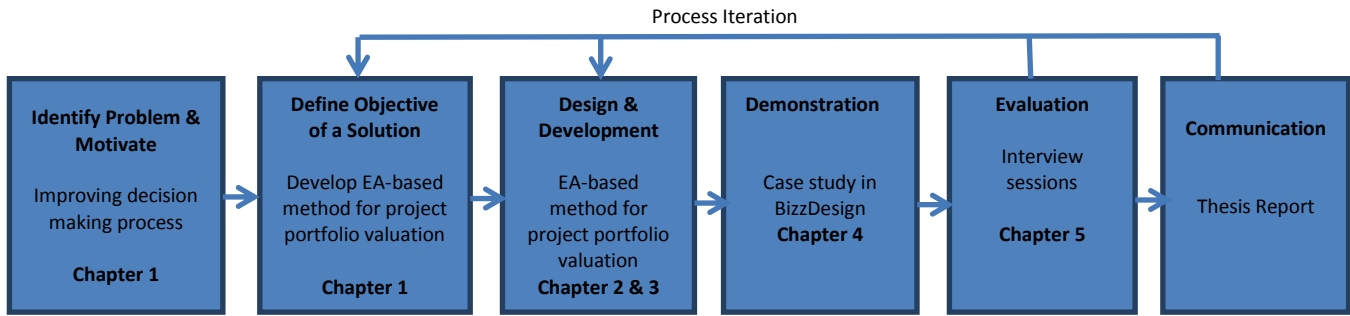 Process Iteration
Identify Problem &
Motivate
Improving decision
making process
Chapter 1
Define Objective
of a Solution
Develop EA-based
method for project
portfolio valuation
Chapter 1
Design &
Development
EA-based
method for
project portfolio
valuation
Chapter 2 & 3
Demonstration
Case study in
BizzDesign
Chapter 4
Evaluation
Interview
sessions
Chapter 5
Communication
Thesis Report